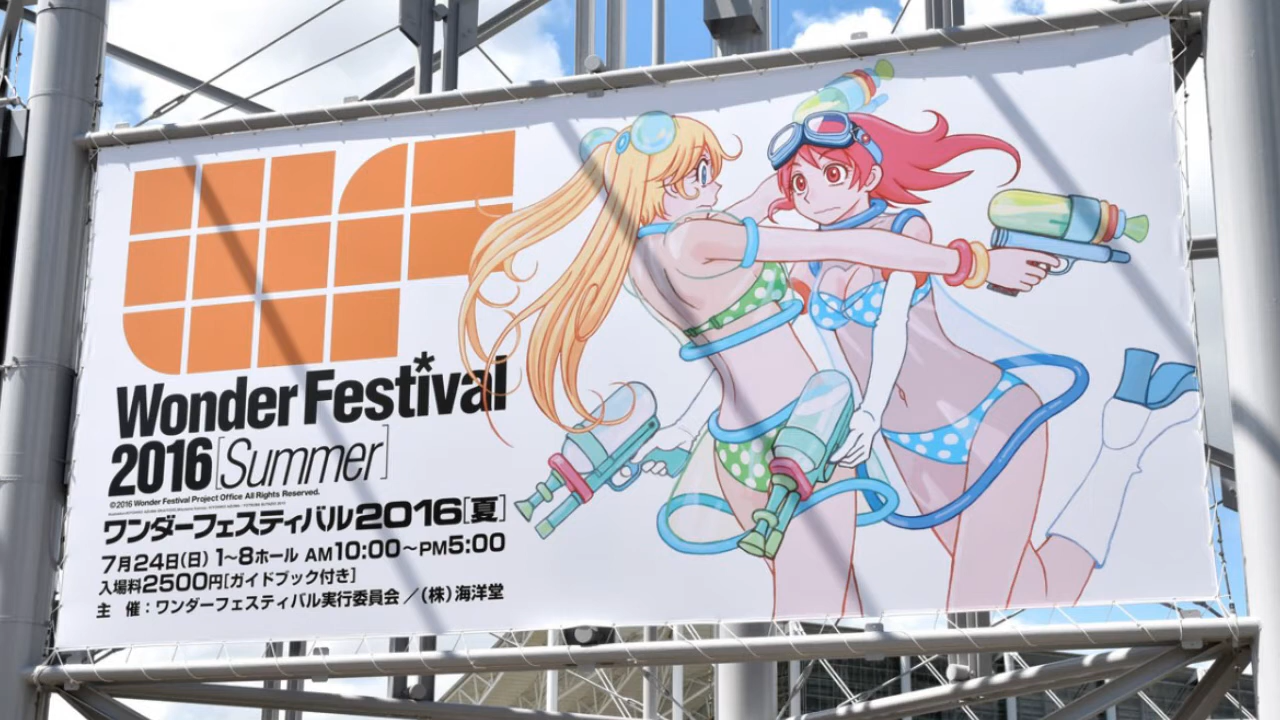 Wonder Festival
2016[Summer]
©2016 Wonder Festival Project Office All Rights Reserved.
ワンダーフェスティバル2016[夏]
7月24日(日) 1~8ホール AM10:00~PM5:00
入場料2500円[ガイドブック付き]
主 催:ワンダーフェスティバル実行委員会/(株)海洋堂